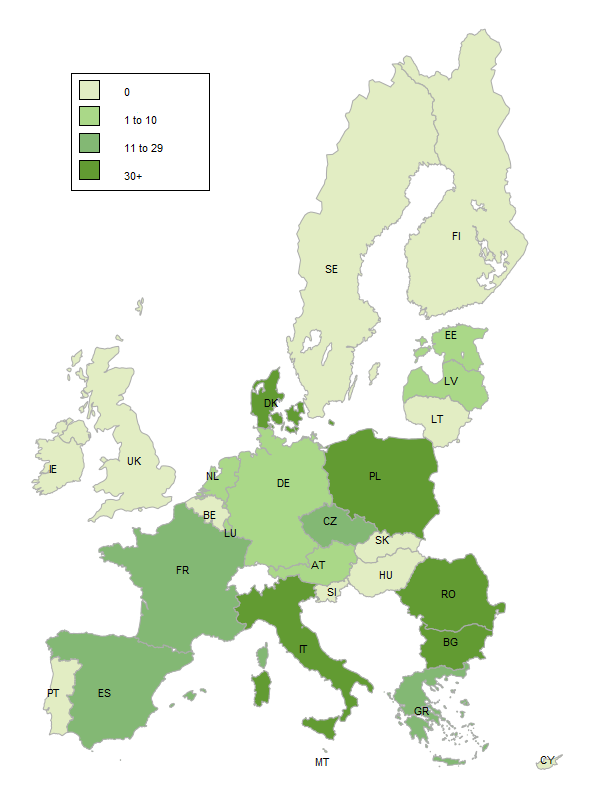 0
1 to 10
11 to 29
30+
FI
SE
EE
LV
DK
LT
UK
IE
NL
DE
PL
BE
CZ
LU
SK
AT
FR
HU
SI
RO
BG
IT
PT
ES
GR
MT
CY